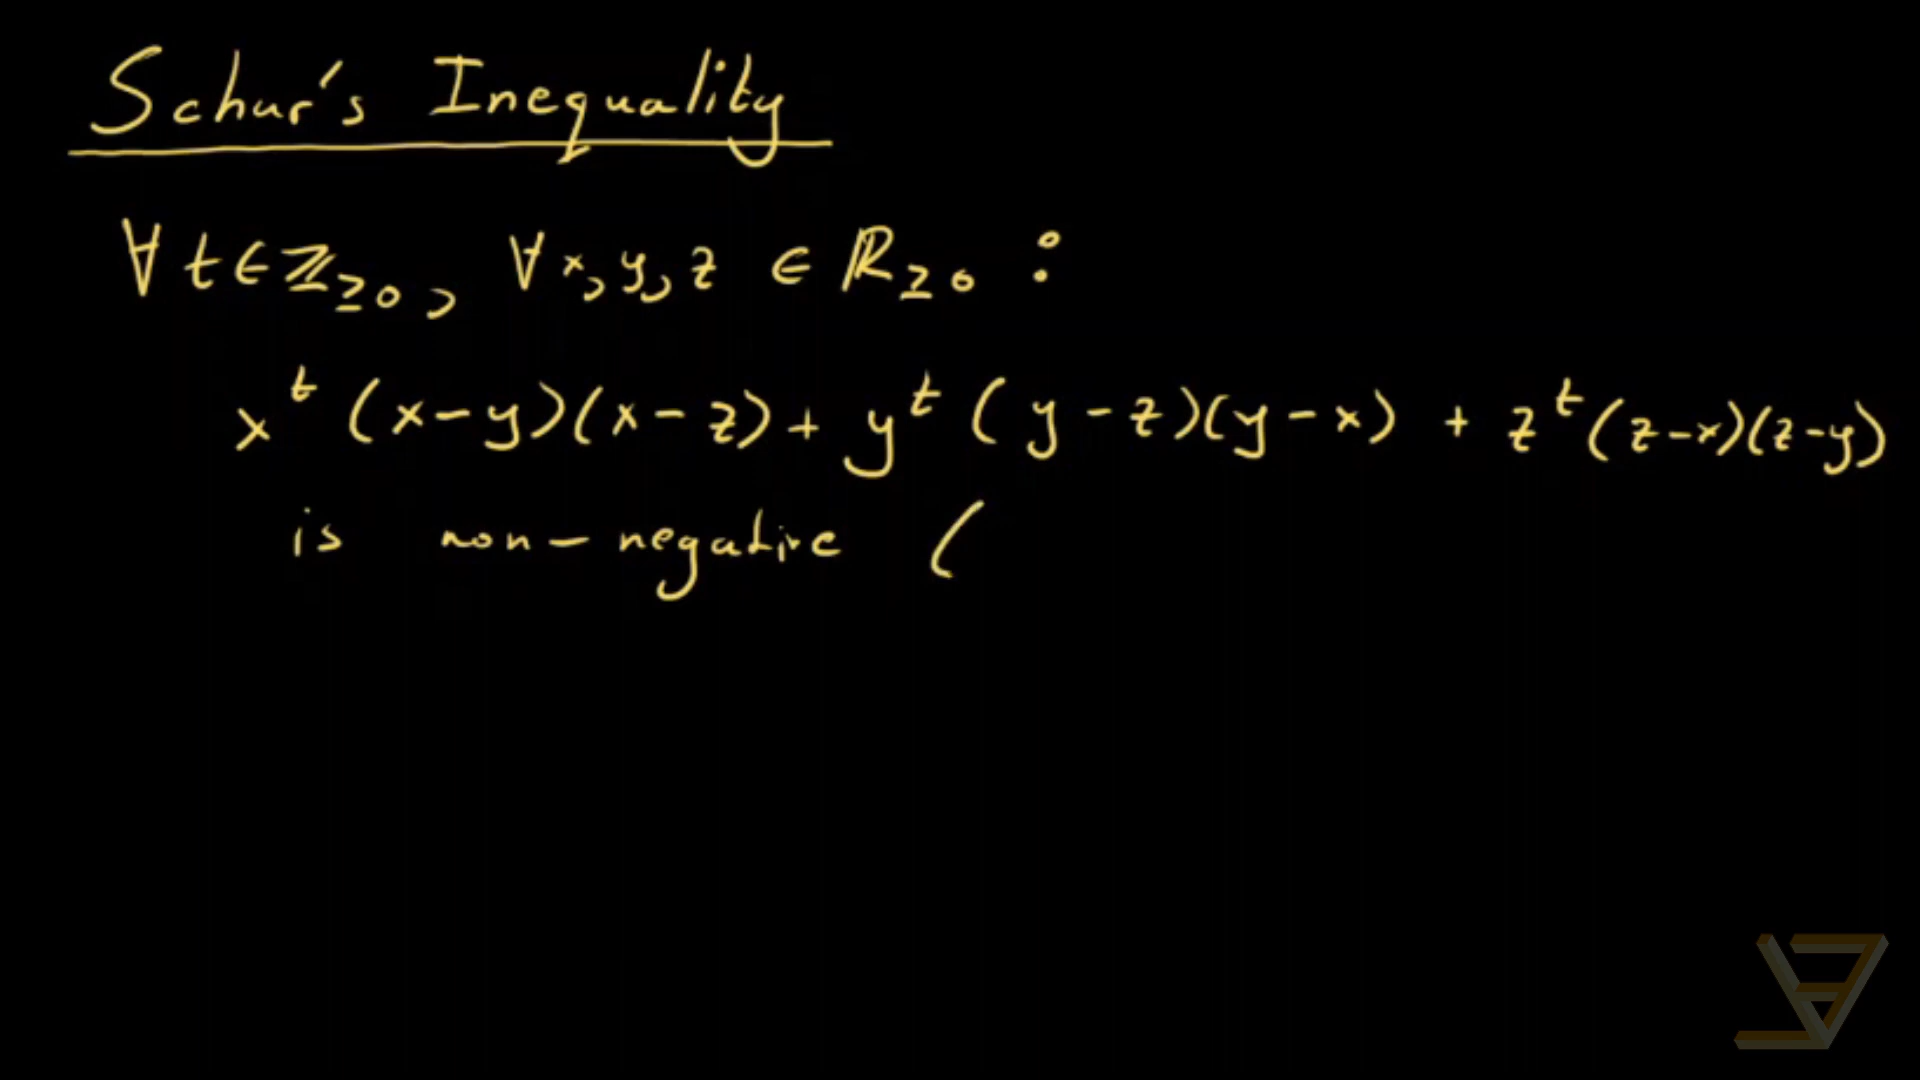 Schur's Inequality
∀ t ∈ ℤ≥0, ∀ x, y, z ∈ ℝ≥0 :
x^t (x-y)(x-z) + y^t (y-z)(y-x) + z^t (z-x)(z-y)
is non-negative (